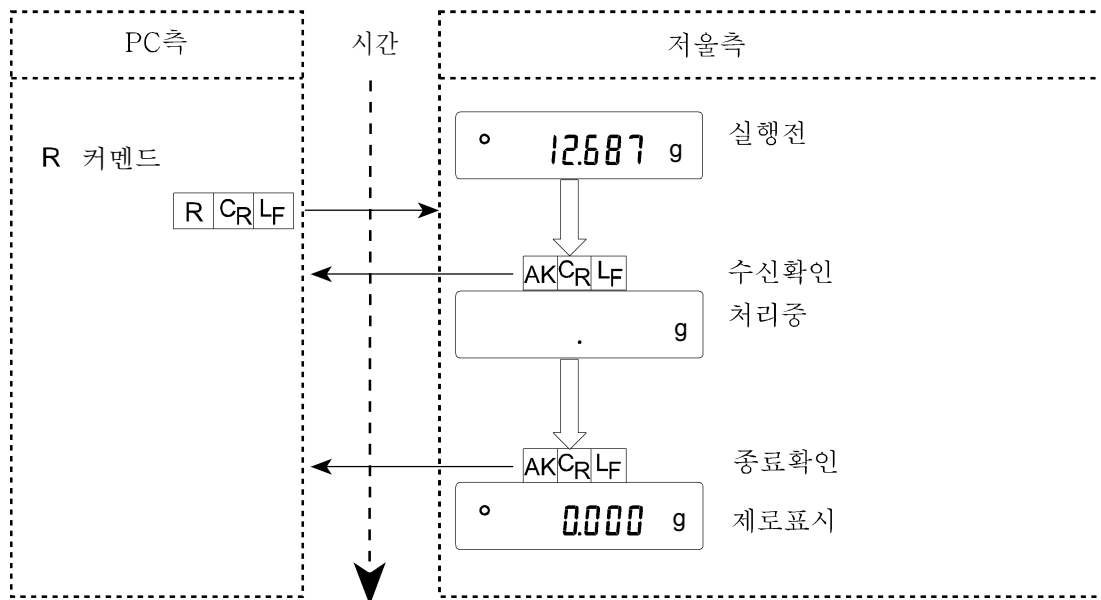 PC측
시간
저울측
실행전
12.687 g
R 커멘드
R CR LF
AK CR LF
수신확인
처리중
. g
AK CR LF
종료확인
0.000 g
제로표시